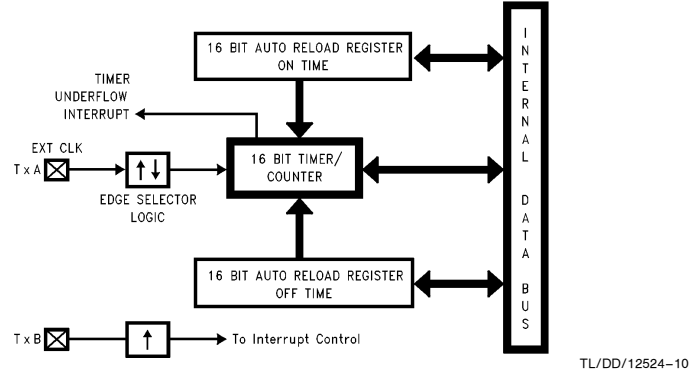 16 BIT AUTO RELOAD REGISTER
ON TIME
TIMER
UNDERFLOW
INTERRUPT
EXT CLK
TxA
EDGE SELECTOR
LOGIC
16 BIT TIMER/
COUNTER
16 BIT AUTO RELOAD REGISTER
OFF TIME
TxB
To Interrupt Control
INTERNAL DATA BUS
TL/DD/12524–10